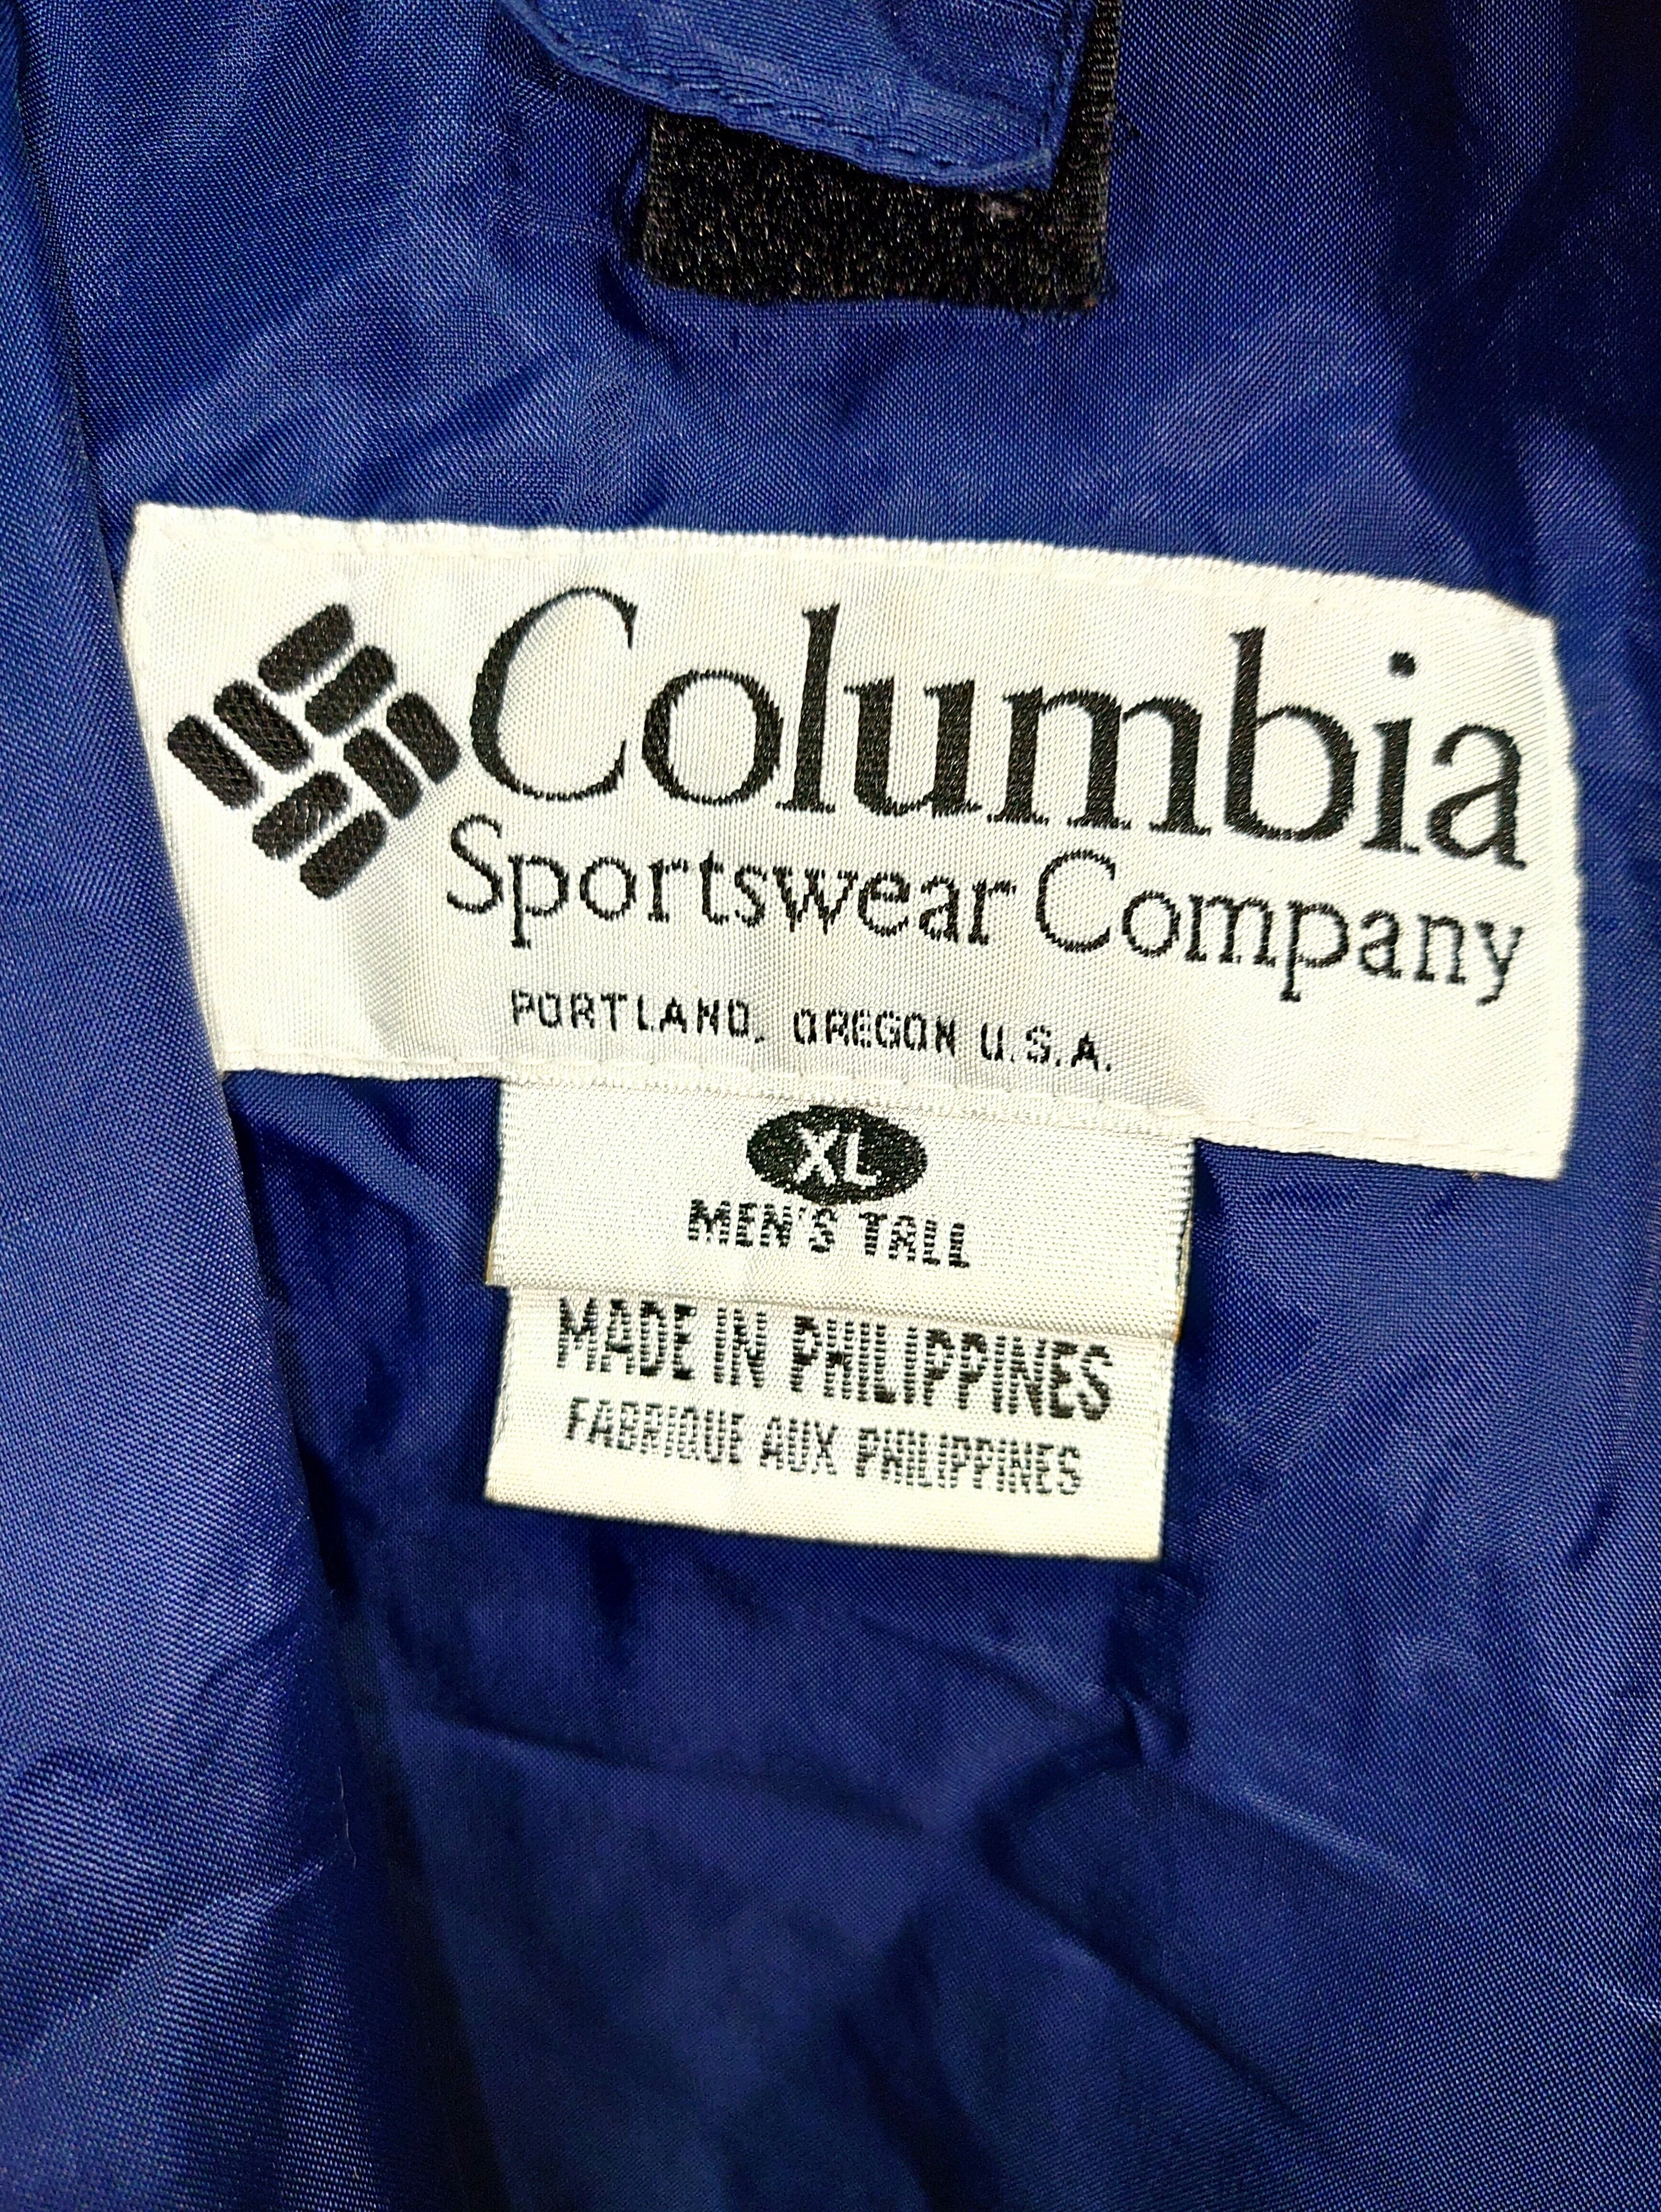 Columbia
Sportswear Company
PORTLAND, OREGON U.S.A.
XL
MEN'S TALL
MADE IN PHILIPPINES
FABRIQUE AUX PHILIPPINES